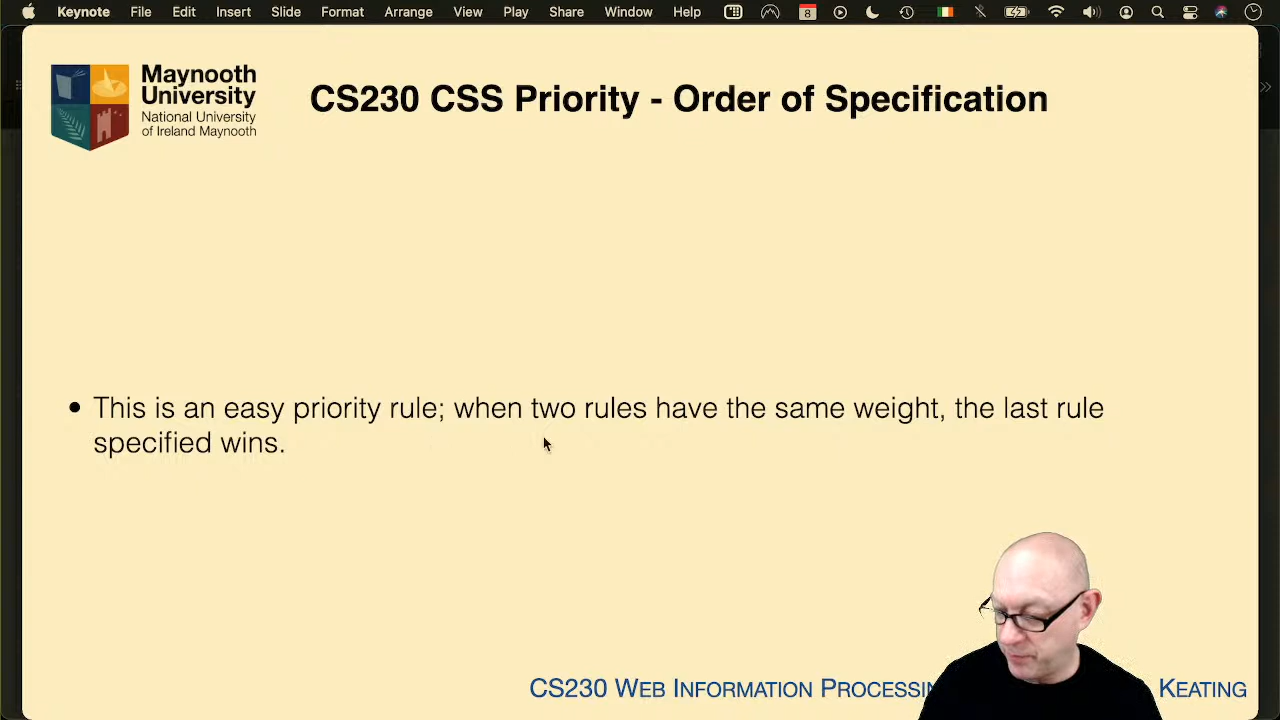 Keynote File Edit Insert Slide Format Arrange View Play Share Window Help 8
Maynooth
University
National University
of Ireland Maynooth
CS230 CSS Priority - Order of Specification
• This is an easy priority rule; when two rules have the same weight, the last rule
specified wins.
CS230 WEB INFORMATION PROCESSIN KEATING